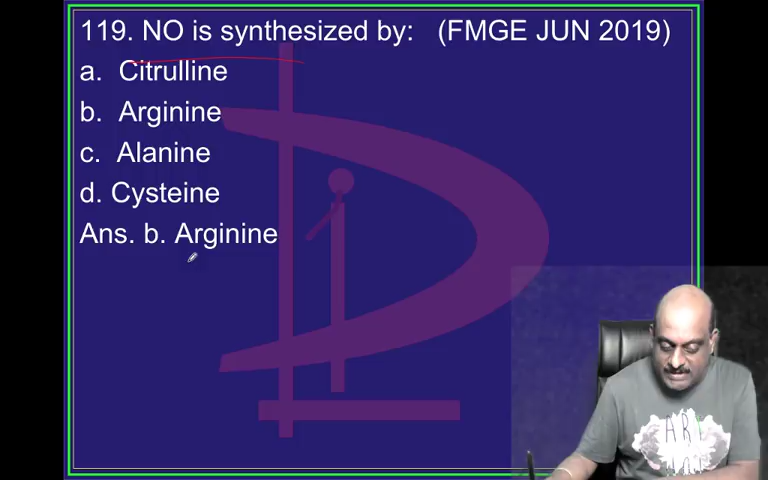 119. NO is synthesized by: (FMGE JUN 2019)
a. Citrulline
b. Arginine
c. Alanine
d. Cysteine
Ans. b. Arginine